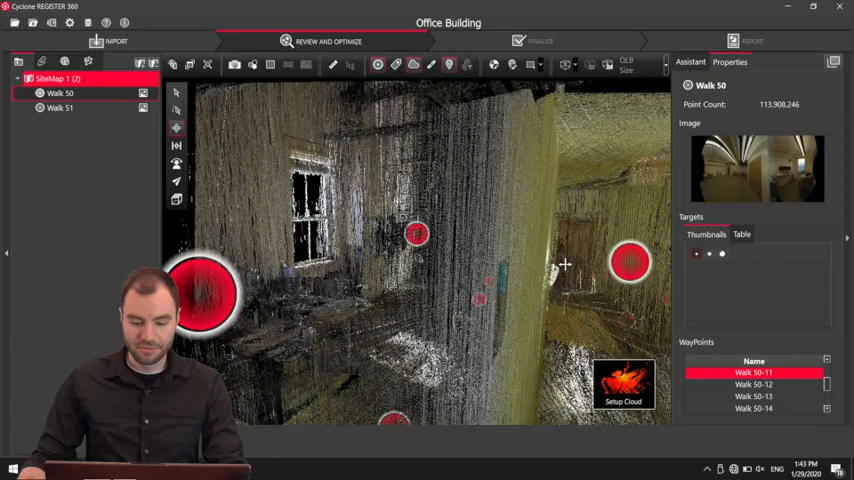 Cyclone REGISTER 360
Office Building
IMPORT
REVIEW AND OPTIMIZE
FINALIZE
REPORT
SiteMap 1 (2)
Walk 50
Walk 51
QLB
Size
Assistant
Properties
Walk 50
Point Count:
113,908,246
Image
Targets
Thumbnails
Table
WayPoints
Name
Walk 50-11
Walk 50-12
Walk 50-13
Walk 50-14
Setup Cloud
ENG
1:43 PM
1/29/2020
18